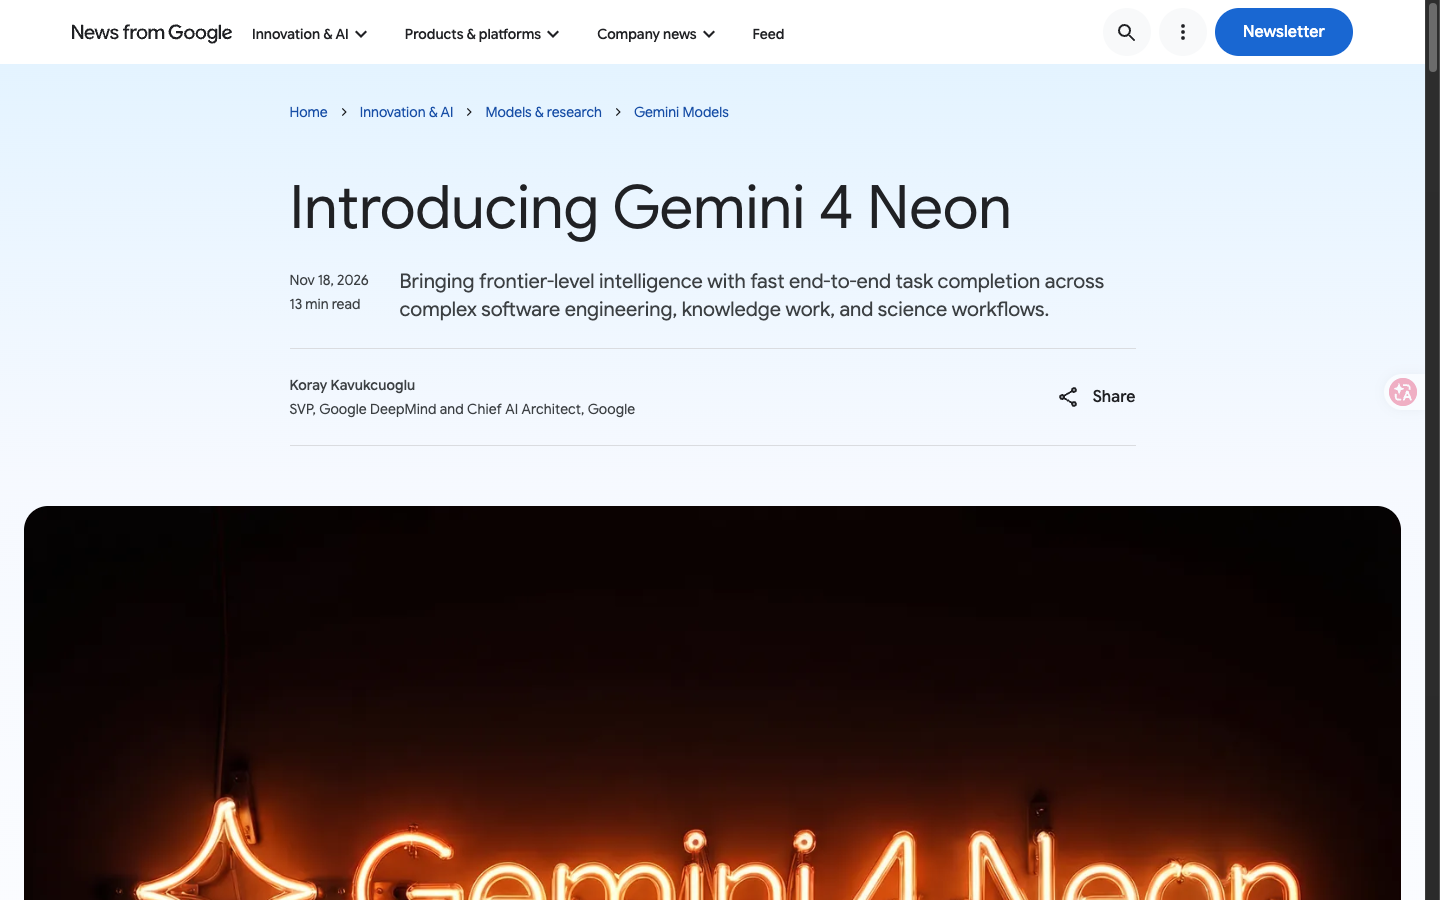 News from Google
Innovation & AI
Products & platforms
Company news
Feed
Newsletter
Home
Innovation & AI
Models & research
Gemini Models
Introducing Gemini 4 Neon
Nov 18, 2026
13 min read
Bringing frontier-level intelligence with fast end-to-end task completion across
complex software engineering, knowledge work, and science workflows.
Koray Kavukcuoglu
SVP, Google DeepMind and Chief AI Architect, Google
Share
Gemini 4 Neon